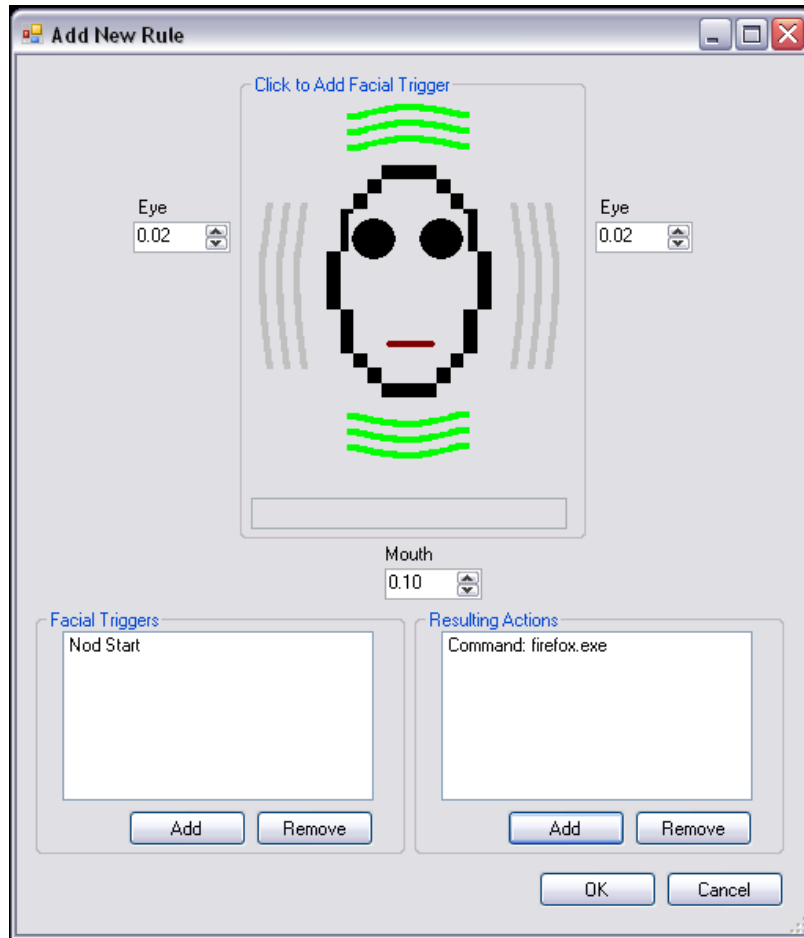 Add New Rule
Click to Add Facial Trigger
Eye
0.02
Eye
0.02
Mouth
0.10
Facial Triggers
Nod Start
Add
Remove
Resulting Actions
Command: firefox.exe
Add
Remove
OK
Cancel